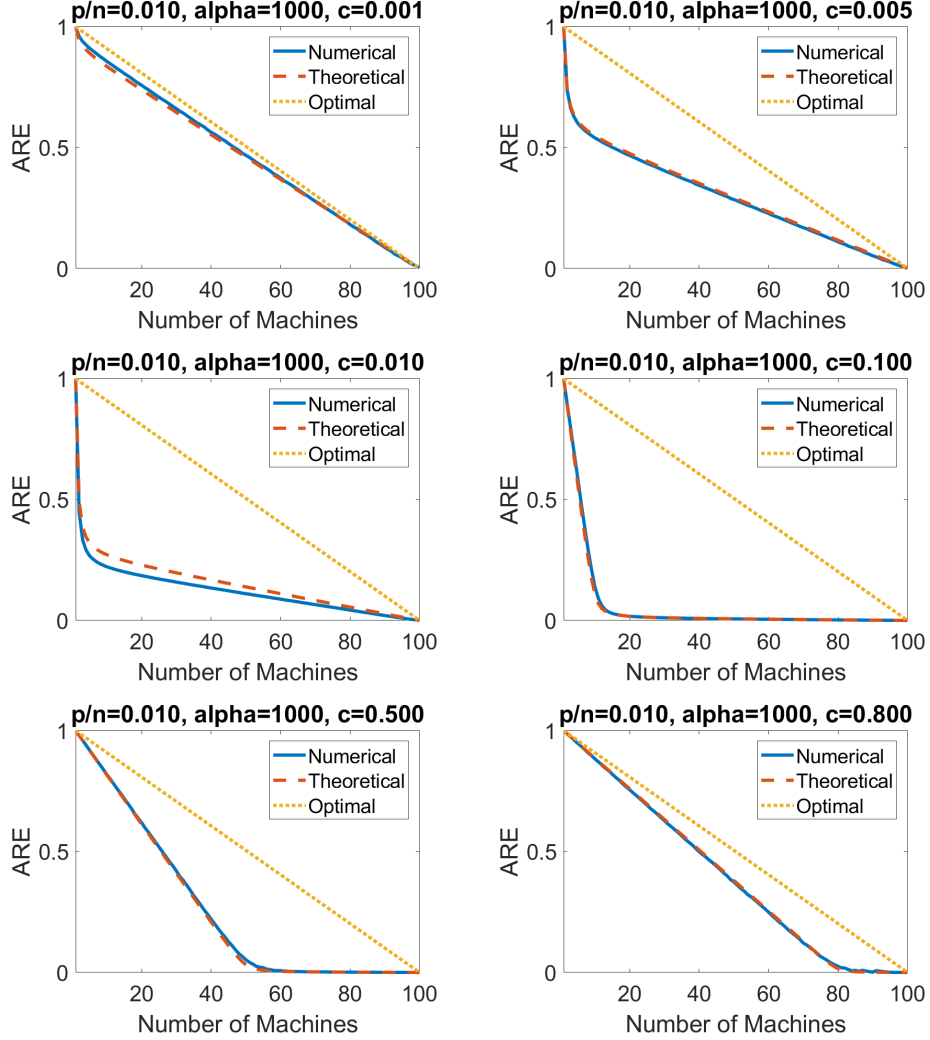 p/n=0.010, alpha=1000, c=0.001
1
0.5
0
ARE
Numerical
Theoretical
Optimal
20 40 60 80 100
Number of Machines
p/n=0.010, alpha=1000, c=0.005
1
0.5
0
ARE
Numerical
Theoretical
Optimal
20 40 60 80 100
Number of Machines
p/n=0.010, alpha=1000, c=0.010
1
0.5
0
ARE
Numerical
Theoretical
Optimal
20 40 60 80 100
Number of Machines
p/n=0.010, alpha=1000, c=0.100
1
0.5
0
ARE
Numerical
Theoretical
Optimal
20 40 60 80 100
Number of Machines
p/n=0.010, alpha=1000, c=0.500
1
0.5
0
ARE
Numerical
Theoretical
Optimal
20 40 60 80 100
Number of Machines
p/n=0.010, alpha=1000, c=0.800
1
0.5
0
ARE
Numerical
Theoretical
Optimal
20 40 60 80 100
Number of Machines